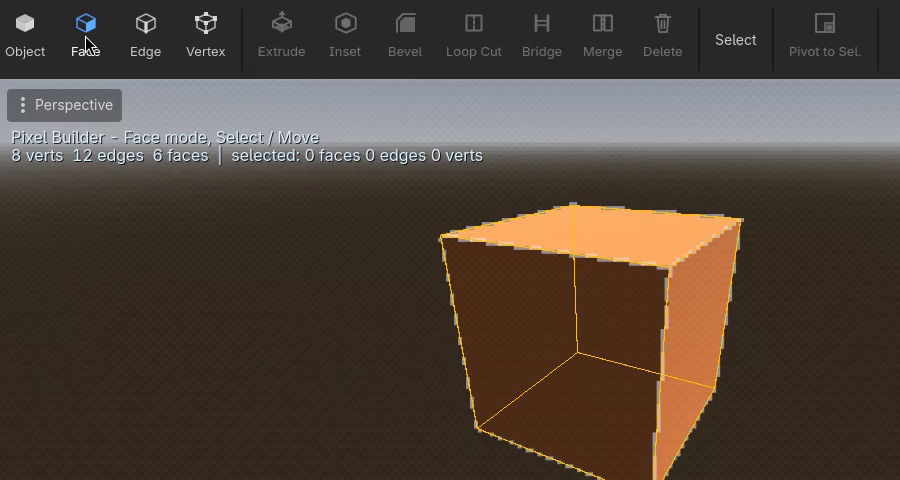 Object Face Edge Vertex Extrude Inset Bevel Loop Cut Bridge Merge Delete Select Pivot to Sel.
Perspective
Pixel Builder - Face mode, Select / Move
8 verts 12 edges 6 faces | selected: 0 faces 0 edges 0 verts